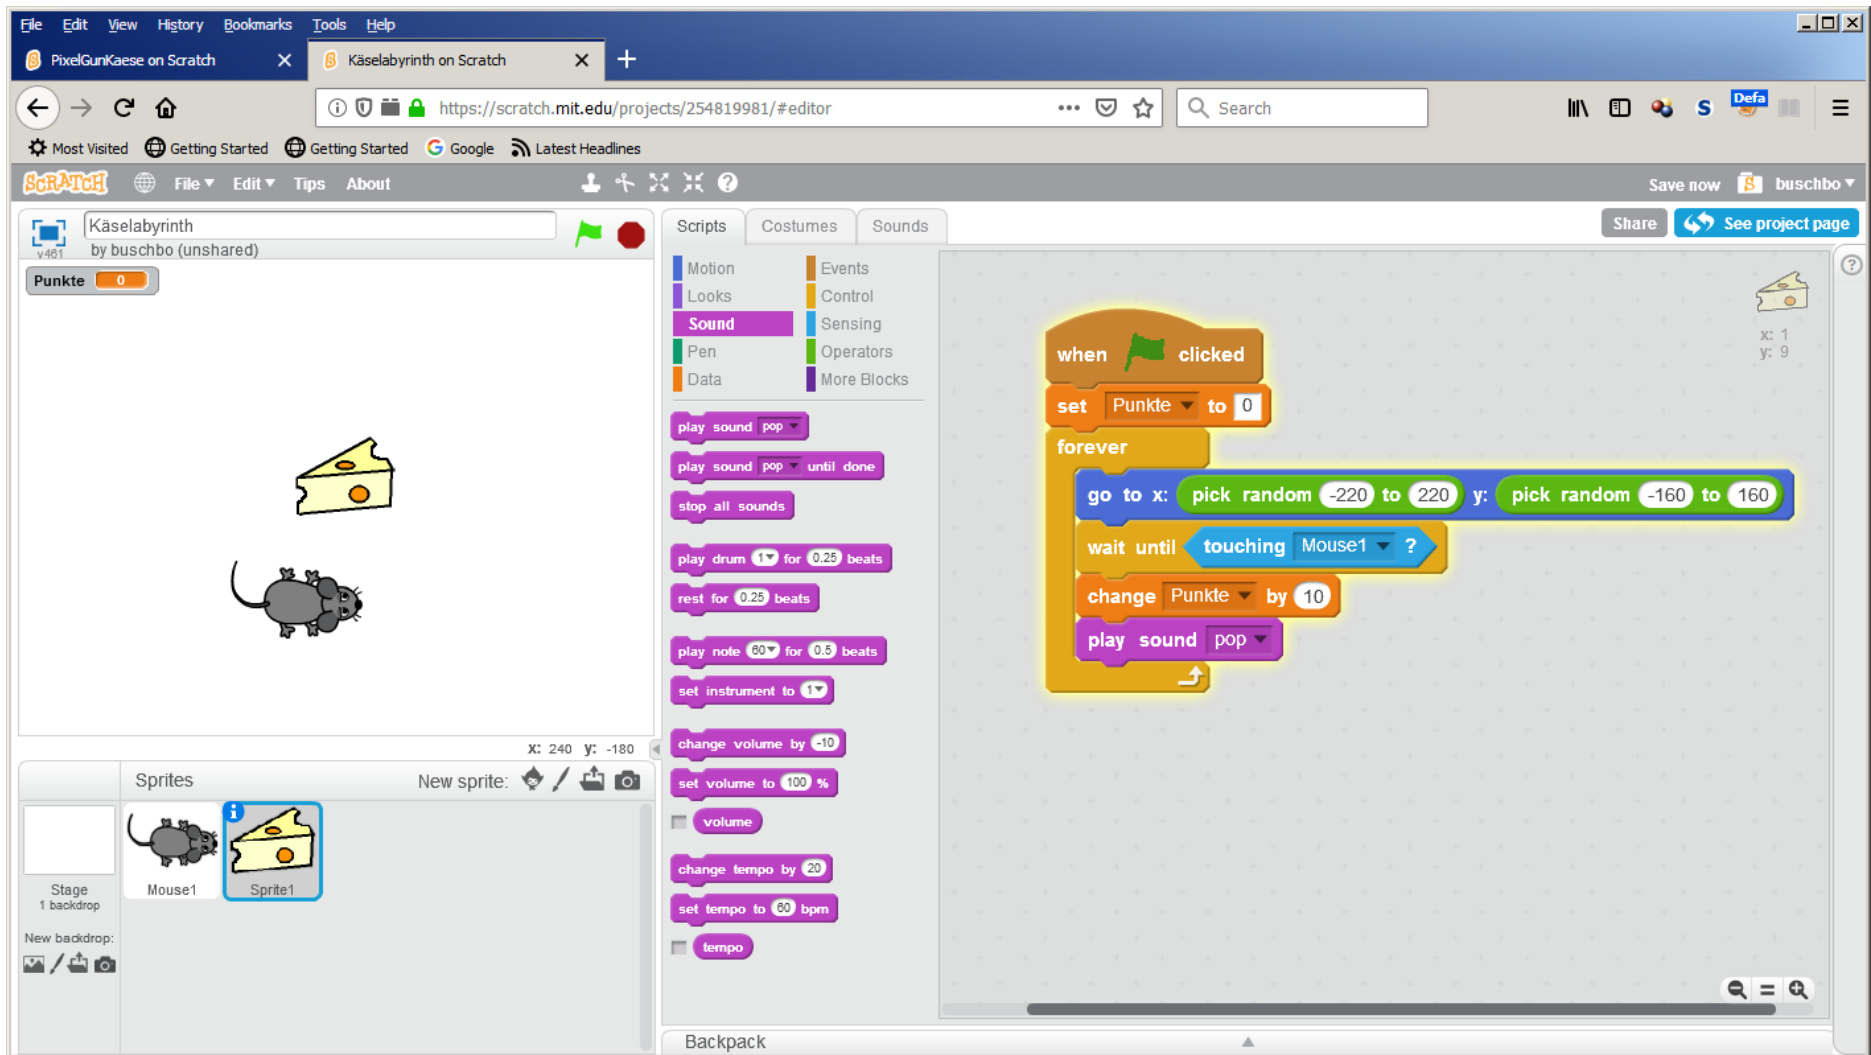 File Edit View History Bookmarks Tools Help
PixelGunKaese on Scratch
Käselabyrinth on Scratch
https://scratch.mit.edu/projects/254819981/#editor
Search
Defa
Most Visited Getting Started Getting Started Google Latest Headlines
SCRATCH File Edit Tips About
Save now buschbo
Käselabyrinth
v461 by buschbo (unshared)
Punkte 0
x: 240 y: -180
Sprites New sprite:
Mouse1 Sprite1
Stage
1 backdrop
New backdrop:
Scripts Costumes Sounds
Share See project page
Motion Events
Looks Control
Sound Sensing
Pen Operators
Data More Blocks
play sound pop
play sound pop until done
stop all sounds
play drum 1 for 0.25 beats
rest for 0.25 beats
play note 60 for 0.5 beats
set instrument to 1
change volume by -10
set volume to 100 %
volume
change tempo by 20
set tempo to 60 bpm
tempo
when clicked
set Punkte to 0
forever
go to x: pick random -220 to 220 y: pick random -160 to 160
wait until touching Mouse1 ?
change Punkte by 10
play sound pop
x: 1
y: 9
Backpack